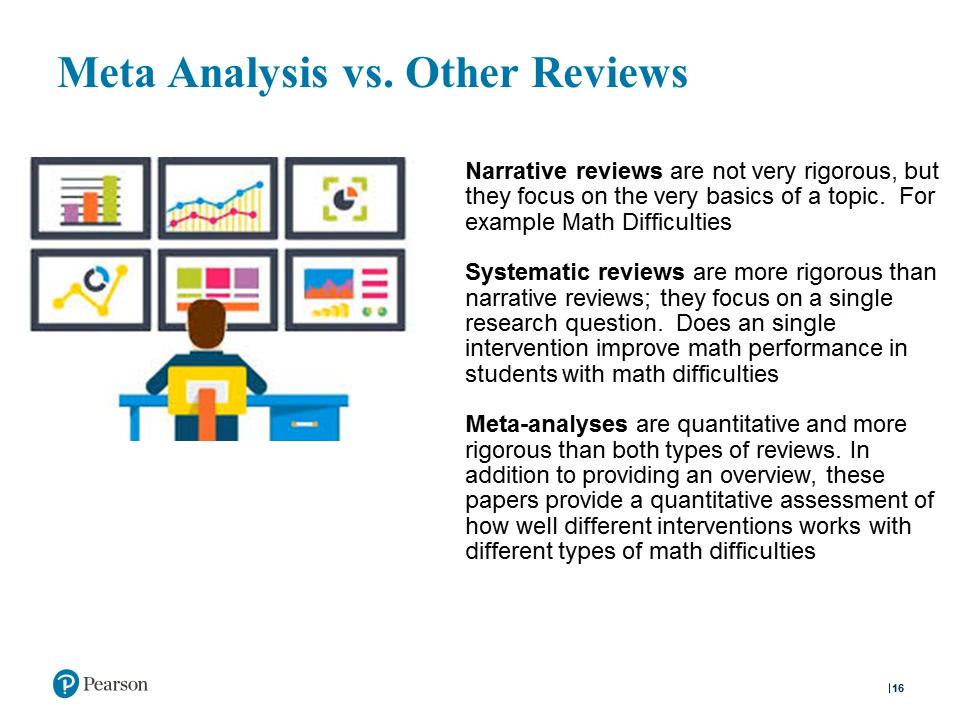 Meta Analysis vs. Other Reviews
Narrative reviews are not very rigorous, but
they focus on the very basics of a topic.  For
example Math Difficulties
Systematic reviews are more rigorous than
narrative reviews; they focus on a single
research question.  Does an single
intervention improve math performance in
students with math difficulties
Meta-analyses are quantitative and more
rigorous than both types of reviews. In
addition to providing an overview, these
papers provide a quantitative assessment of
how well different interventions works with
different types of math difficulties
P Pearson
|16